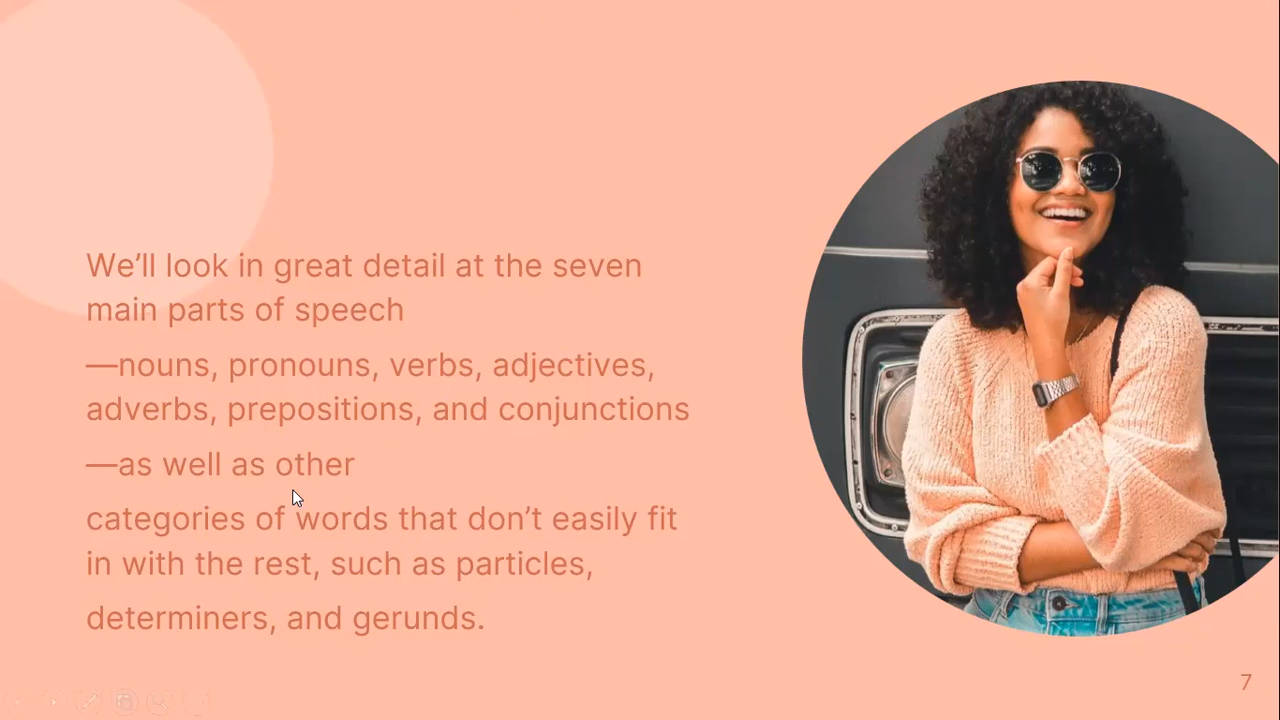 We’ll look in great detail at the seven
main parts of speech
—nouns, pronouns, verbs, adjectives,
adverbs, prepositions, and conjunctions
—as well as other
categories of words that don’t easily fit
in with the rest, such as particles,
determiners, and gerunds.
7